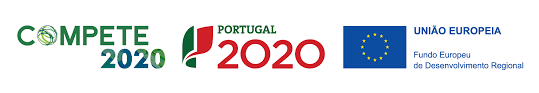 COMPETE
2020
PORTUGAL
2020
UNIÃO EUROPEIA
Fundo Europeu
de Desenvolvimento Regional